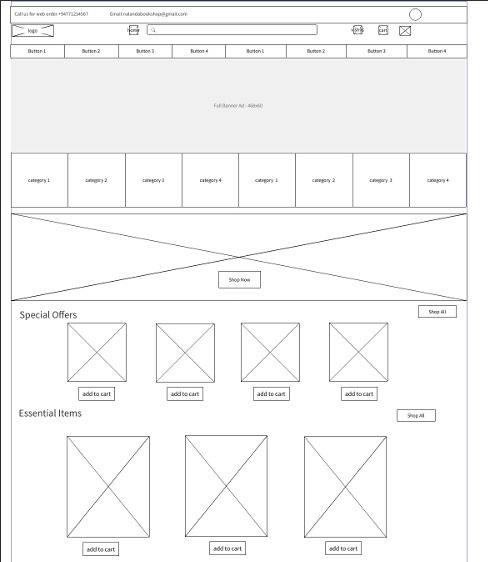 Call us for web order +94771234567 Email:nalandabookshop@gmail.com
logo home cart
Button 1 Button 2 Button 3 Button 4 Button 1 Button 2 Button 3 Button 4
Full Banner Ad - 468x60
category 1 category 2 category 3 category 4 category 1 category 2 category 3 category 4
Shop Now
Special Offers Shop All
add to cart add to cart add to cart add to cart
Essential Items Shop All
add to cart add to cart add to cart